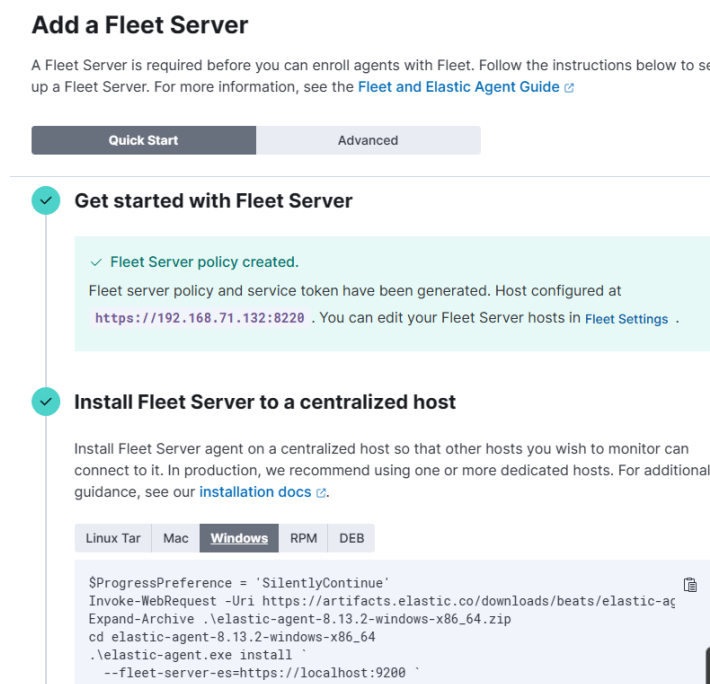 Add a Fleet Server
A Fleet Server is required before you can enroll agents with Fleet. Follow the instructions below to se
up a Fleet Server. For more information, see the Fleet and Elastic Agent Guide
Quick Start
Advanced
Get started with Fleet Server
Fleet Server policy created.
Fleet server policy and service token have been generated. Host configured at
https://192.168.71.132:8220 . You can edit your Fleet Server hosts in Fleet Settings .
Install Fleet Server to a centralized host
Install Fleet Server agent on a centralized host so that other hosts you wish to monitor can
connect to it. In production, we recommend using one or more dedicated hosts. For additional
guidance, see our installation docs.
Linux Tar
Mac
Windows
RPM
DEB
$ProgressPreference = 'SilentlyContinue'
Invoke-WebRequest -Uri https://artifacts.elastic.co/downloads/beats/elastic-ag
Expand-Archive .\elastic-agent-8.13.2-windows-x86_64.zip
cd elastic-agent-8.13.2-windows-x86_64
.\elastic-agent.exe install `
--fleet-server-es=https://localhost:9200 `